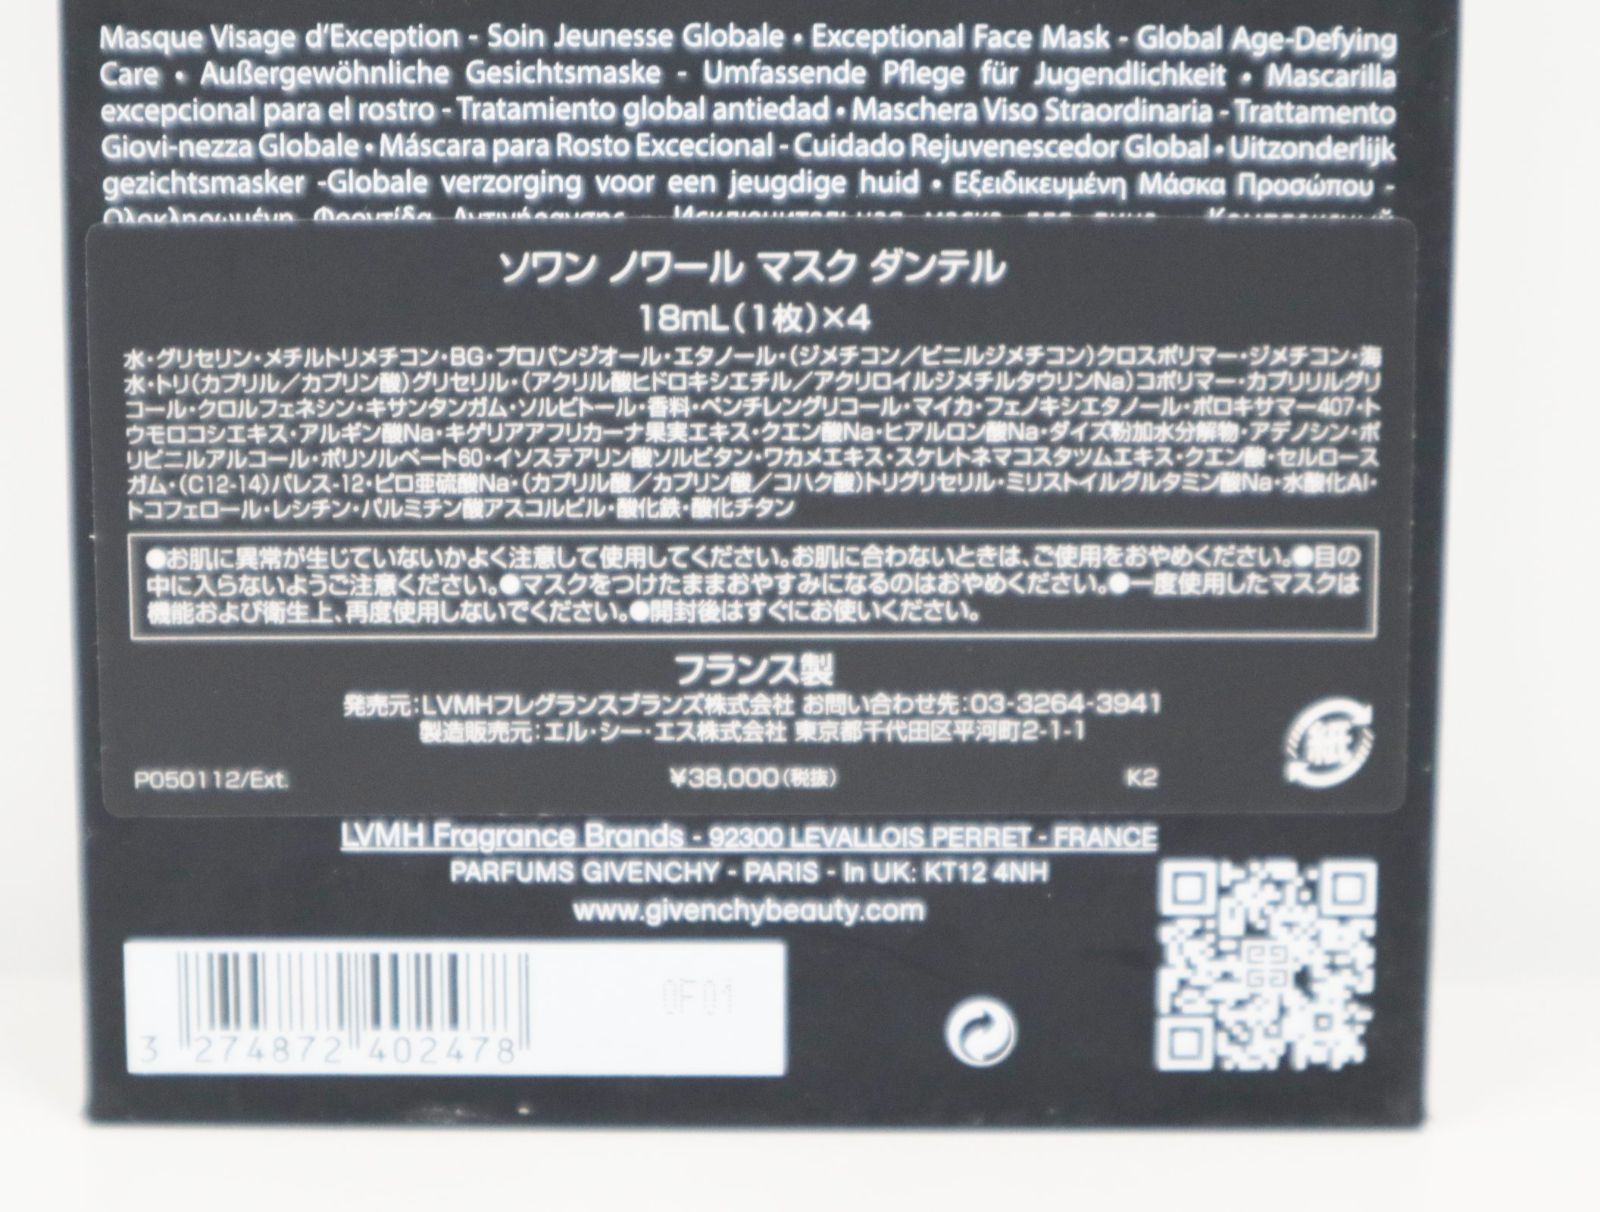 Masque Visage d'Exception - Soin Jeunesse Globale • Exceptional Face Mask - Global Age-Defying
Care • Außergewöhnliche Gesichtsmaske - Umfassende Pflege für Jugendlichkeit • Mascarilla
excepcional para el rostro - Tratamiento global antiedad • Maschera Viso Straordinaria - Trattamento
Giovi-nezza Globale • Máscara para Rosto Excecional - Cuidado Rejuvenescedor Global • Uitzonderlijk
gezichtsmasker -Globale verzorging voor een jeugdige huid • Εξειδικευμένη Μάσκα Προσώπου -
ソワン ノワール マスク ダンテル
18mL(1枚)×4
水・グリセリン・メチルトリメチコン・BG・プロパンジオール・エタノール・(ジメチコン/ビニルジメチコン)クロスポリマー・ジメチコン・海
水・トリ(カプリル/カプリン酸)グリセリル・(アクリル酸ヒドロキシエチル/アクリロイルジメチルタウリンNa)コポリマー・カプリリルグリ
コール・クロルフェネシン・キサンタンガム・ソルビトール・香料・ペンチレングリコール・マイカ・フェノキシエタノール・ポロキサマー407・ト
ウモロコシエキス・アルギン酸Na・キゲリアアフリカーナ果実エキス・クエン酸Na・ヒアルロン酸Na・ダイズ粉加水分解物・アデノシン・ポ
リビニルアルコール・ポリソルベート60・イソステアリン酸ソルビタン・ワカメエキス・スケレトネマコスタツムエキス・クエン酸・セルロース
ガム・(C12-14)パレス-12・ピロ亜硫酸Na・(カプリル酸/カプリン酸/コハク酸)トリグリセリル・ミリストイルグルタミン酸Na・水酸化Al・
トコフェロール・レシチン・パルミチン酸アスコルビル・酸化鉄・酸化チタン
●お肌に異常が生じていないかよく注意して使用してください。お肌に合わないときは、ご使用をおやめください。●目の
中に入らないようご注意ください。●マスクをつけたままおやすみになるのはおやめください。●一度使用したマスクは
機能および衛生上、再度使用しないでください。●開封後はすぐにお使いください。
フランス製
発売元:LVMHフレグランスブランズ株式会社 お問い合わせ先:03-3264-3941
製造販売元:エル・シー・エス株式会社 東京都千代田区平河町2-1-1
紙
P050112/Ext. ¥38,000(税抜) K2
LVMH Fragrance Brands - 92300 LEVALLOIS PERRET - FRANCE
PARFUMS GIVENCHY - PARIS - In UK: KT12 4NH
www.givenchybeauty.com
0F01
3 274872 402478